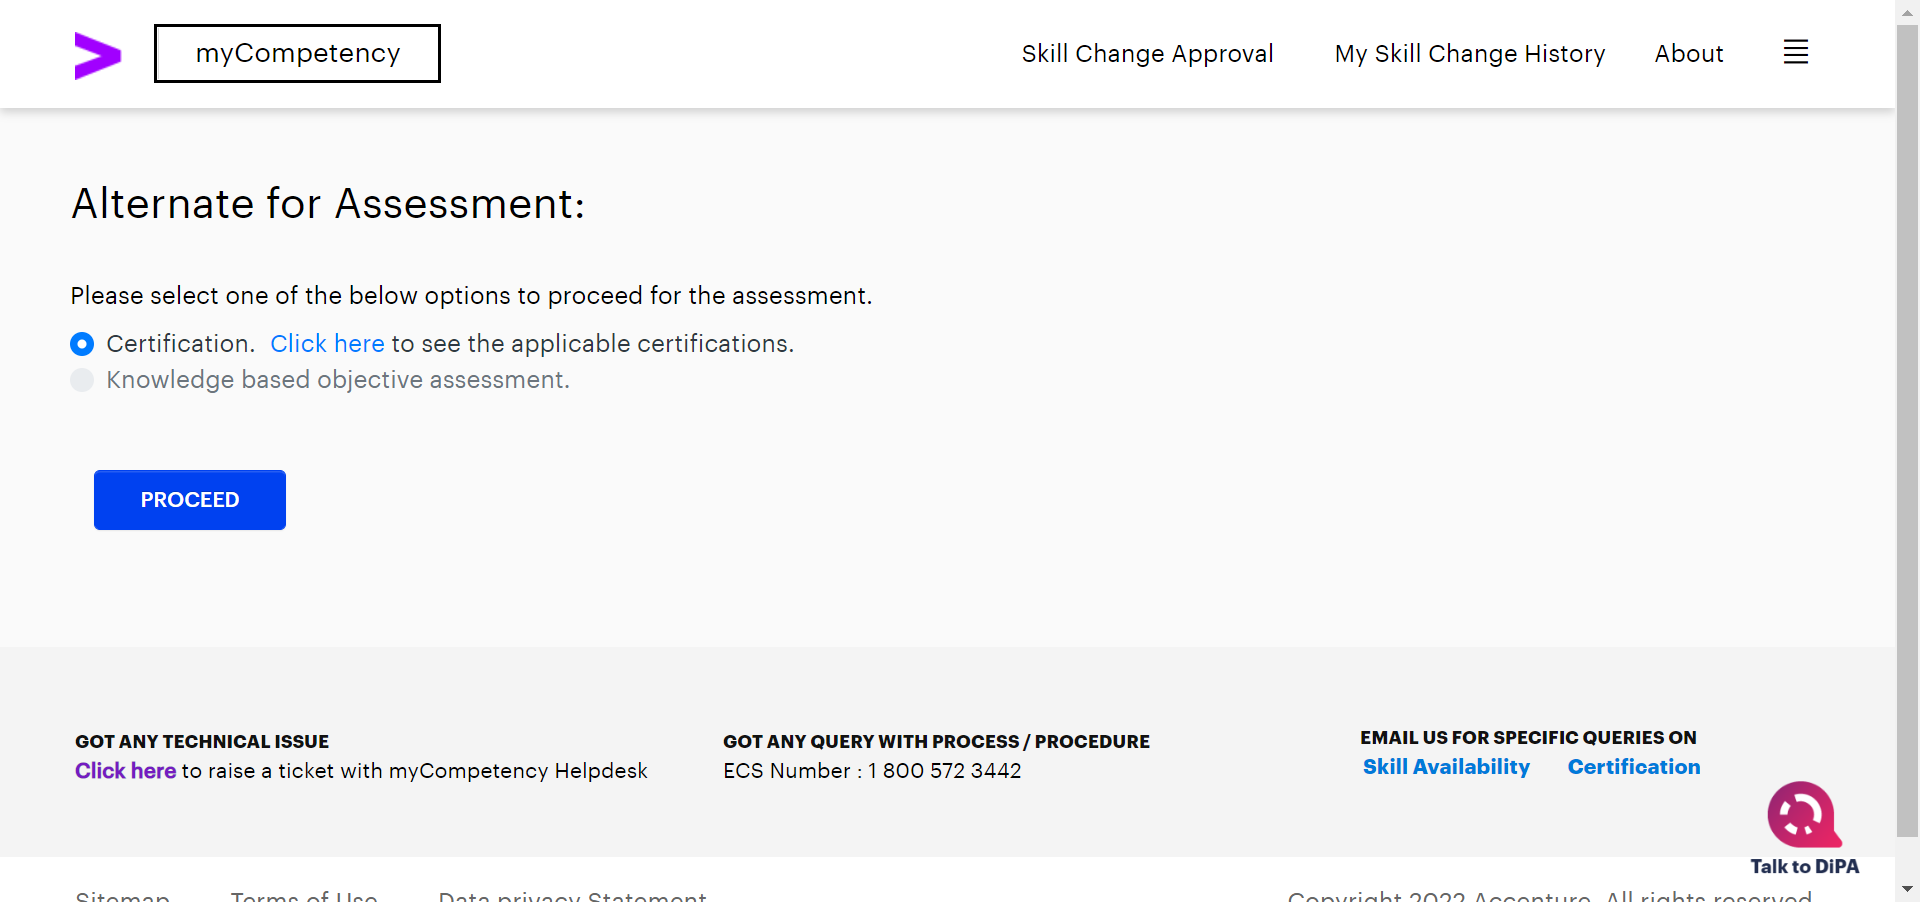 myCompetency
Skill Change Approval
My Skill Change History
About
Alternate for Assessment:
Please select one of the below options to proceed for the assessment.
Certification. Click here to see the applicable certifications.
Knowledge based objective assessment.
PROCEED
GOT ANY TECHNICAL ISSUE
Click here to raise a ticket with myCompetency Helpdesk
GOT ANY QUERY WITH PROCESS / PROCEDURE
ECS Number : 1 800 572 3442
EMAIL US FOR SPECIFIC QUERIES ON
Skill Availability Certification
Talk to DiPA
Sitemap Terms of Use Data privacy Statement
Copyright 2022 Accenture. All rights reserved